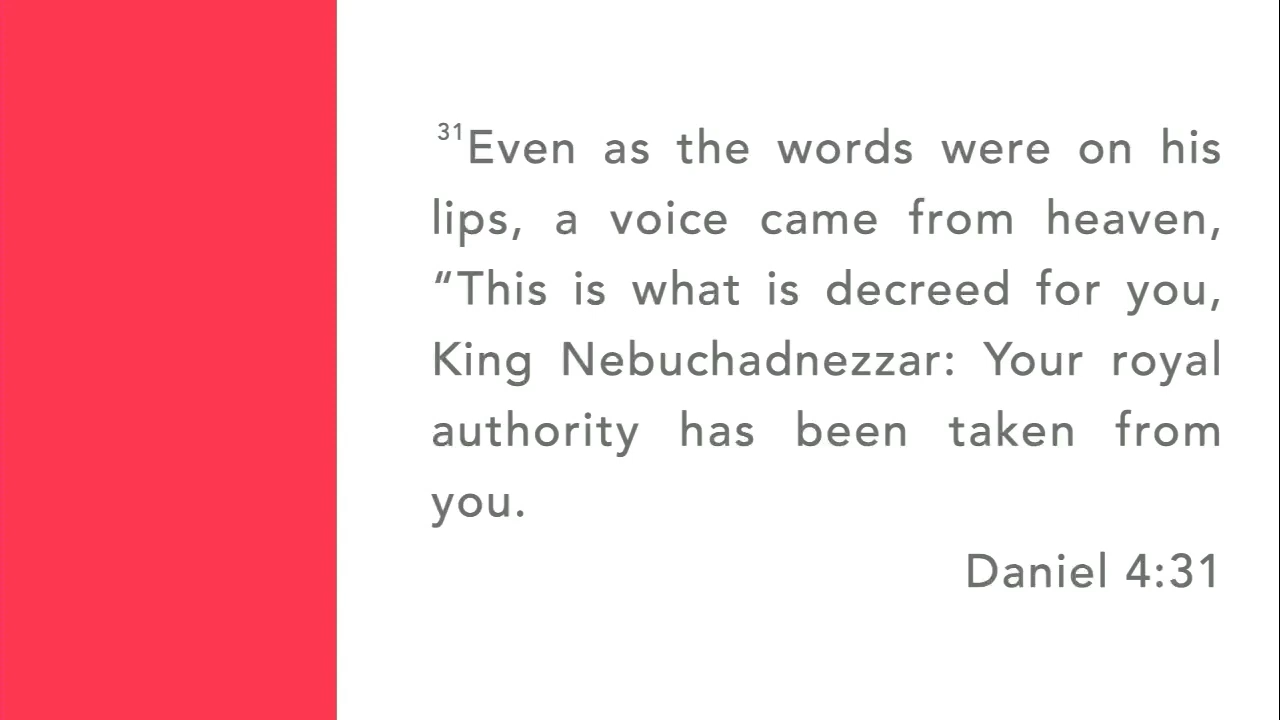 ³¹Even as the words were on his
lips, a voice came from heaven,
“This is what is decreed for you,
King Nebuchadnezzar: Your royal
authority has been taken from
you.
Daniel 4:31